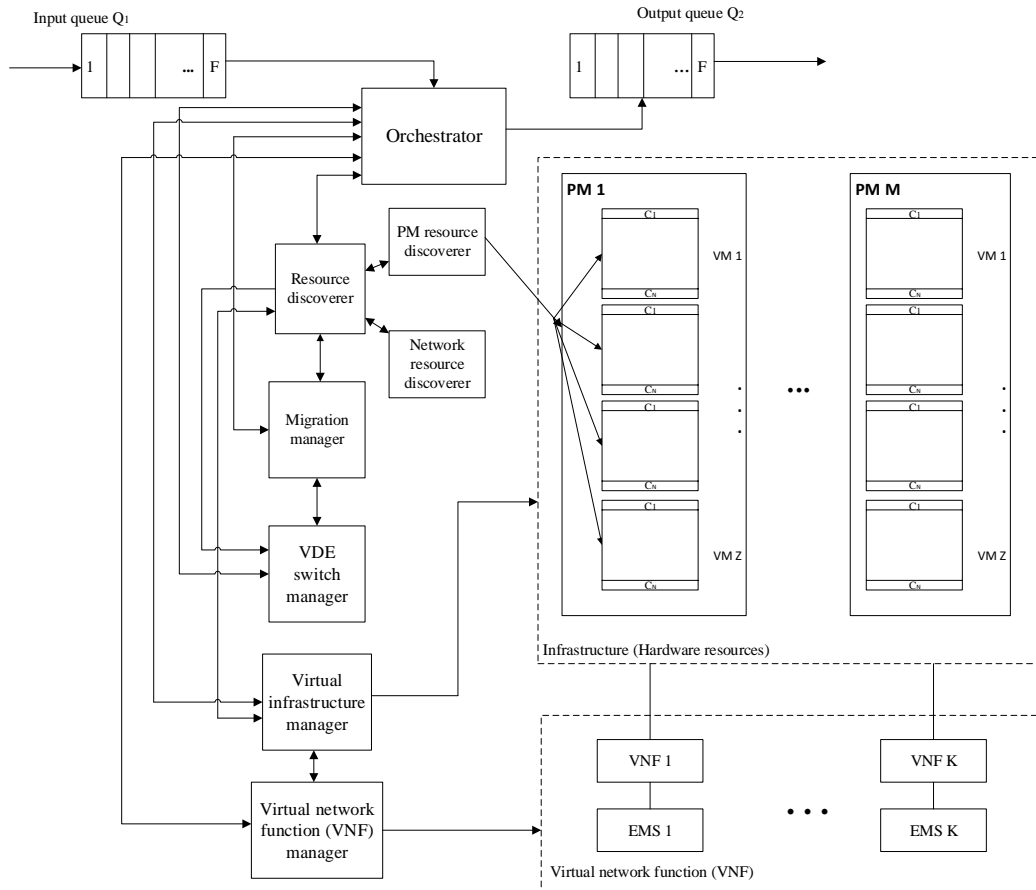 Input queue Q1
Output queue Q2
1 ... F
1 ... F
Orchestrator
PM 1
PM M
PM resource
discoverer
Resource
discoverer
Network
resource
discoverer
Migration
manager
VDE
switch
manager
Virtual
infrastructure
manager
Virtual network
function (VNF)
manager
C1
VM 1
CN
C1
CN
C1
CN
C1
VM Z
CN
...
...
C1
VM 1
CN
C1
CN
C1
CN
C1
VM Z
CN
...
Infrastructure (Hardware resources)
VNF 1
VNF K
...
EMS 1
EMS K
Virtual network function (VNF)